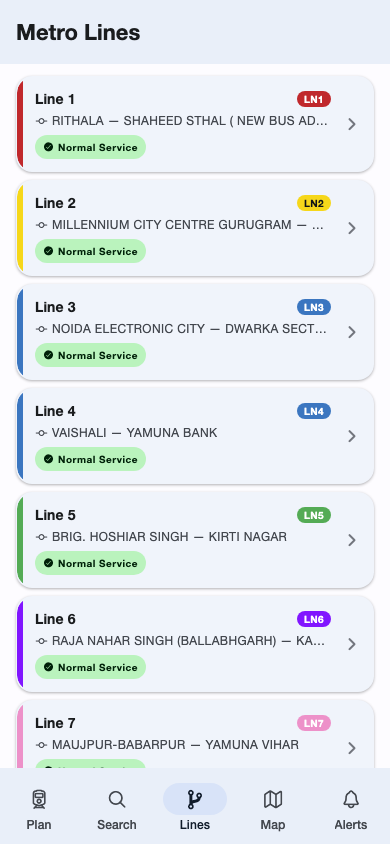 Metro Lines
Line 1 LN1
RITHALA — SHAHEED STHAL ( NEW BUS AD...
Normal Service
Line 2 LN2
MILLENNIUM CITY CENTRE GURUGRAM — ...
Normal Service
Line 3 LN3
NOIDA ELECTRONIC CITY — DWARKA SECT...
Normal Service
Line 4 LN4
VAISHALI — YAMUNA BANK
Normal Service
Line 5 LN5
BRIG. HOSHIAR SINGH — KIRTI NAGAR
Normal Service
Line 6 LN6
RAJA NAHAR SINGH (BALLABHGARH) — KA...
Normal Service
Line 7 LN7
MAUJPUR-BABARPUR — YAMUNA VIHAR
Plan Search Lines Map Alerts